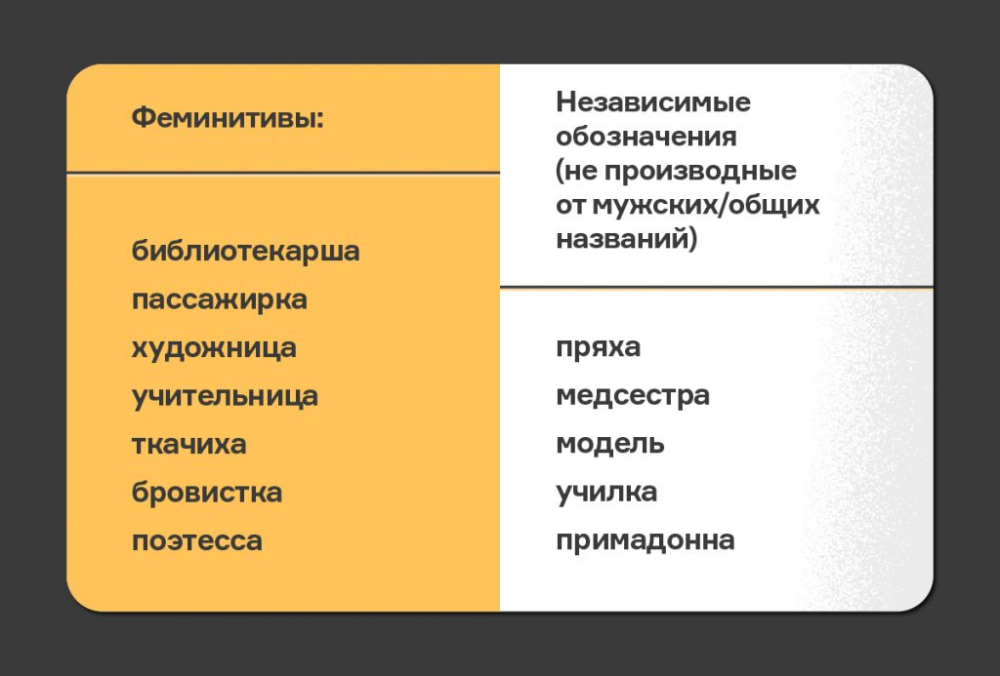 Феминитивы:
библиотекарша
пассажирка
художница
учительница
ткачиха
бровистка
поэтесса
Независимые
обозначения
(не производные
от мужских/общих
названий)
пряха
медсестра
модель
училка
примадонна